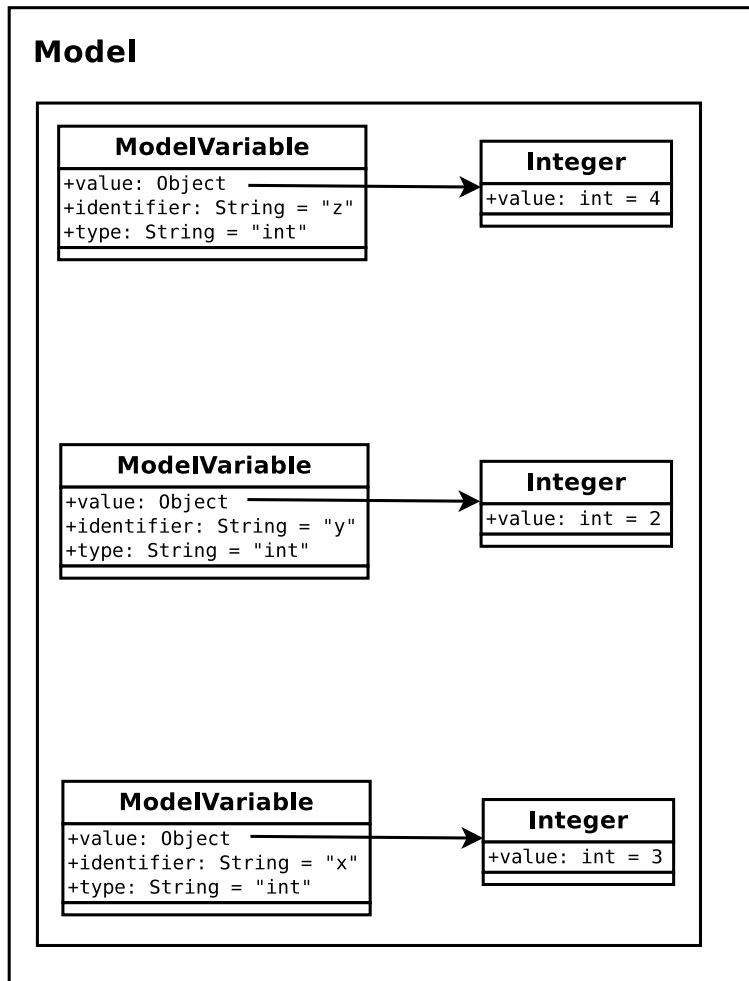 Model
ModelVariable
+value: Object
+identifier: String = "z"
+type: String = "int"
Integer
+value: int = 4
ModelVariable
+value: Object
+identifier: String = "y"
+type: String = "int"
Integer
+value: int = 2
ModelVariable
+value: Object
+identifier: String = "x"
+type: String = "int"
Integer
+value: int = 3